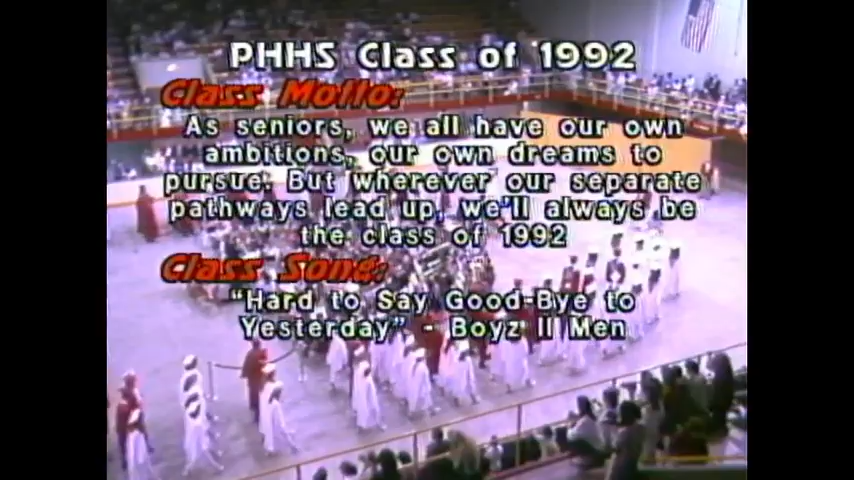 PHHS Class of 1992
Class Motto:
As seniors, we all have our own
ambitions, our own dreams to
pursue. But wherever our separate
pathways lead up, we'll always be
the class of 1992
Class Song:
"Hard to Say Good-Bye to
Yesterday" - Boyz II Men